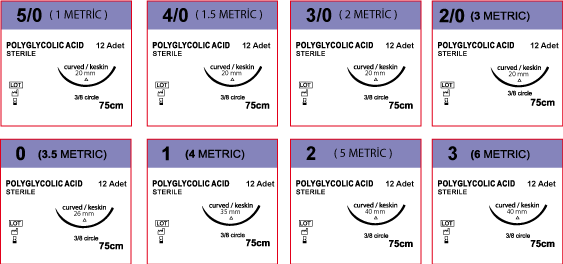 5/0 ( 1 METRİC )
POLYGLYCOLIC ACID 12 Adet
STERILE
curved / keskin
20 mm
LOT
3/8 circle
75cm
4/0 ( 1.5 METRİC )
POLYGLYCOLIC ACID 12 Adet
STERILE
curved / keskin
20 mm
LOT
3/8 circle
75cm
3/0 ( 2 METRİC )
POLYGLYCOLIC ACID 12 Adet
STERILE
curved / keskin
20 mm
LOT
3/8 circle
75cm
2/0 (3 METRIC)
POLYGLYCOLIC ACID 12 Adet
STERILE
curved / keskin
20 mm
LOT
3/8 circle
75cm
0 (3.5 METRIC)
POLYGLYCOLIC ACID 12 Adet
STERILE
curved / keskin
26 mm
LOT
3/8 circle
75cm
1 (4 METRIC)
POLYGLYCOLIC ACID 12 Adet
STERILE
curved / keskin
35 mm
LOT
3/8 circle
75cm
2 ( 5 METRİC )
POLYGLYCOLIC ACID 12 Adet
STERILE
curved / keskin
40 mm
LOT
3/8 circle
75cm
3 (6 METRIC)
POLYGLYCOLIC ACID 12 Adet
STERILE
curved / keskin
40 mm
LOT
3/8 circle
75cm